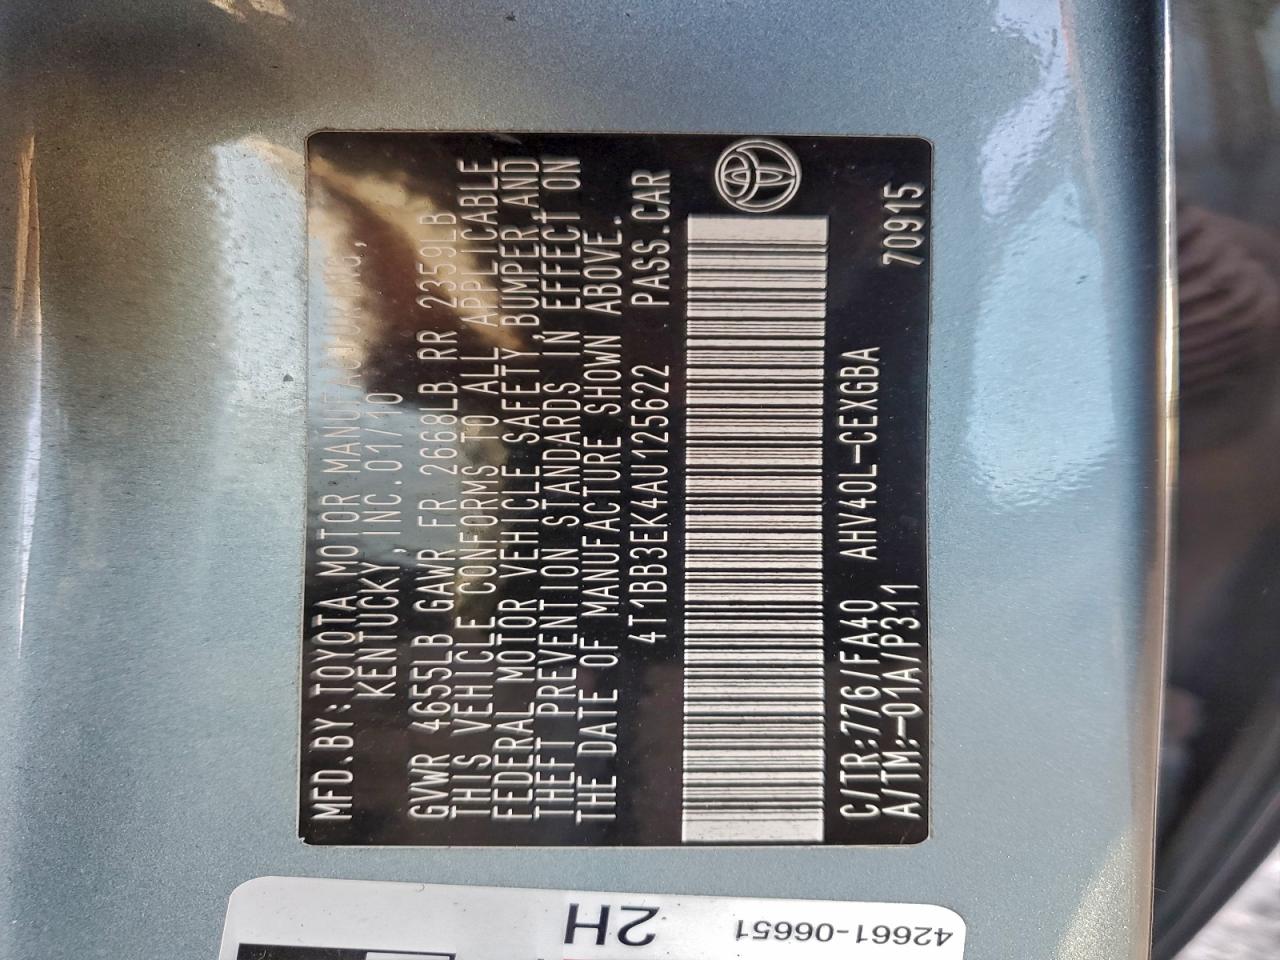 MFD.BY:TOYOTA MOTOR MANUFACTURING,
KENTUCKY, INC. 01/10
GVWR 4655LB GAWR FR 2668LB RR 2359LB
THIS VEHICLE CONFORMS TO ALL APPLICABLE
FEDERAL MOTOR VEHICLE SAFETY, BUMPER, AND
THEFT PREVENTION STANDARDS IN EFFECT ON
THE DATE OF MANUFACTURE SHOWN ABOVE.
4T1BB3EK4AU125622 PASS.CAR
C/TR:776/FA40 AHV40L-CEXGBA
A/TM:-01A/P311 70915
2H
42661-06651